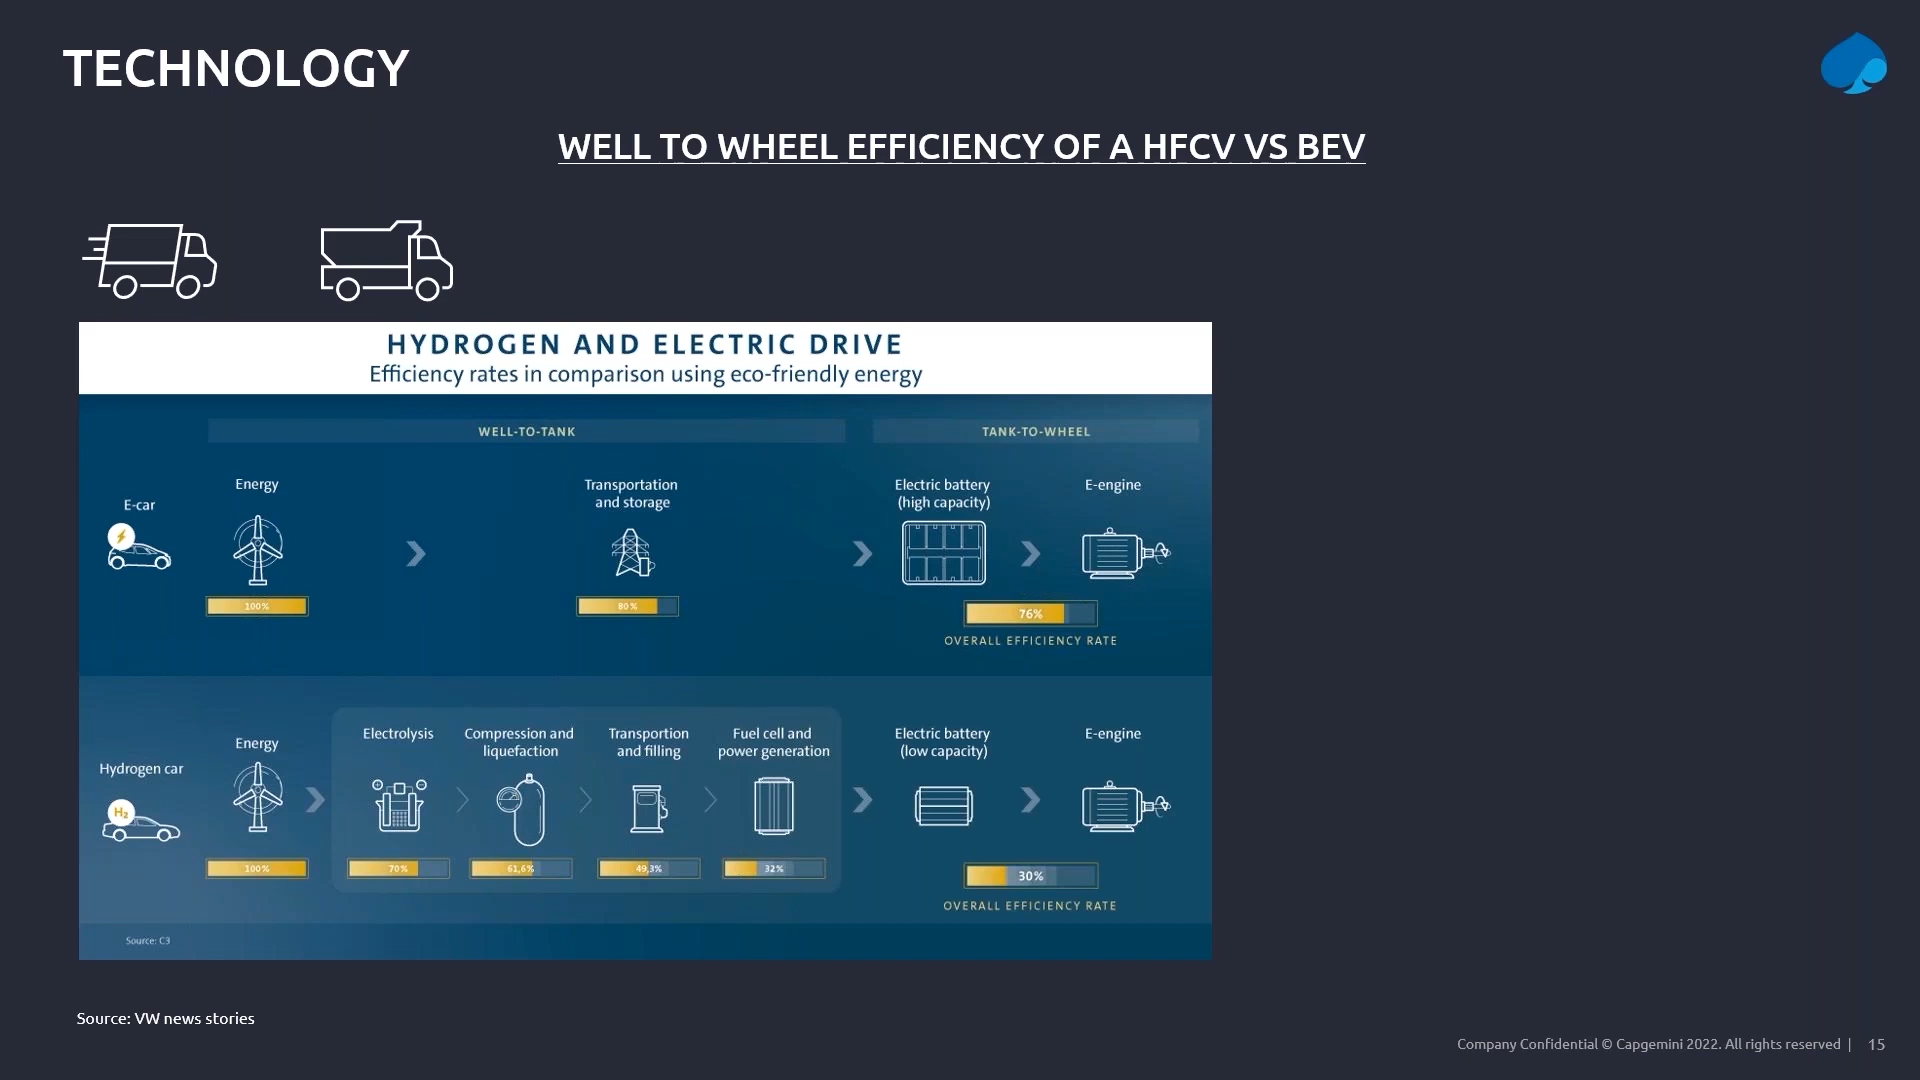 TECHNOLOGY
WELL TO WHEEL EFFICIENCY OF A HFCV VS BEV
HYDROGEN AND ELECTRIC DRIVE
Efficiency rates in comparison using eco-friendly energy
WELL-TO-TANK
TANK-TO-WHEEL
E-car
Energy
100%
Transportation
and storage
80%
Electric battery
(high capacity)
E-engine
76%
OVERALL EFFICIENCY RATE
Hydrogen car
H₂
Energy
100%
Electrolysis
70%
Compression and
liquefaction
61,6%
Transportion
and filling
49,3%
Fuel cell and
power generation
32%
Electric battery
(low capacity)
E-engine
30%
OVERALL EFFICIENCY RATE
Source: C3
Source: VW news stories
Company Confidential © Capgemini 2022. All rights reserved | 15